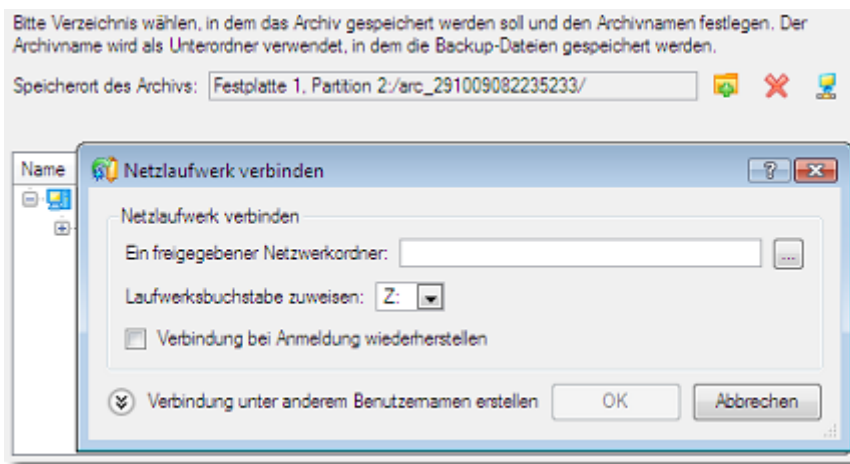 Bitte Verzeichnis wählen, in dem das Archiv gespeichert werden soll und den Archivnamen festlegen. Der
Archivname wird als Unterordner verwendet, in dem die Backup-Dateien gespeichert werden.
Speicherort des Archivs: Festplatte 1, Partition 2:/arc_291009082235233/
Name
Netzlaufwerk verbinden
Netzlaufwerk verbinden
Ein freigegebener Netzwerkordner: ...
Laufwerksbuchstabe zuweisen: Z:
Verbindung bei Anmeldung wiederherstellen
Verbindung unter anderem Benutzernamen erstellen OK Abbrechen